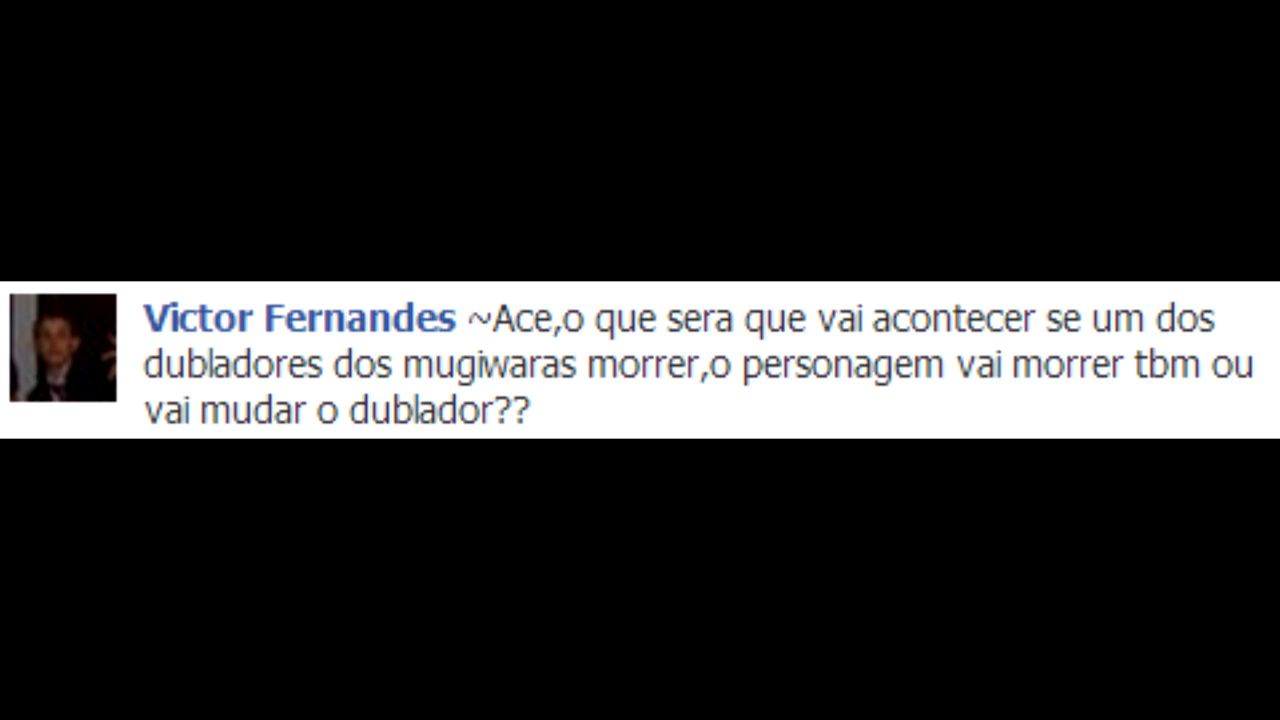 Victor Fernandes ~Ace,o que sera que vai acontecer se um dos
dubladores dos mugiwaras morrer,o personagem vai morrer tbm ou
vai mudar o dublador??